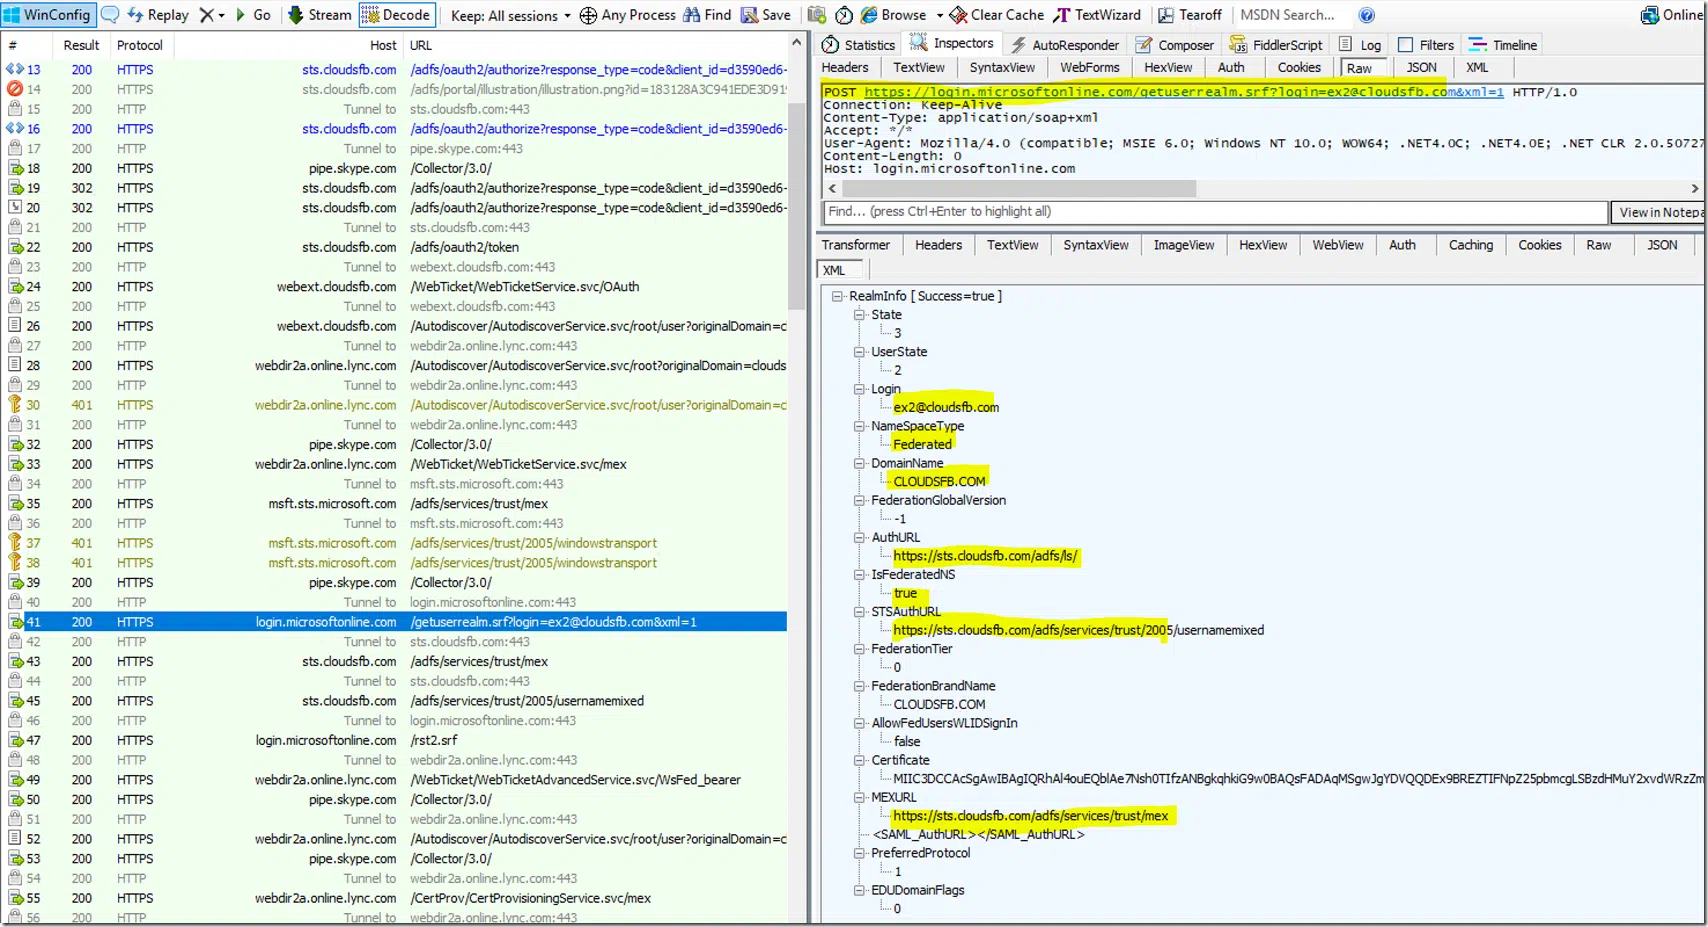 WinConfig Replay Go Stream Decode Keep: All sessions Any Process Find Save Browse Clear Cache TextWizard Tearoff MSDN Search... Online
# Result Protocol Host URL
13 200 HTTPS sts.cloudsfb.com /adfs/oauth2/authorize?response_type=code&client_id=d3590ed6-
14 200 HTTPS sts.cloudsfb.com /adfs/portal/illustration/illustration.png?id=183128A3C941EDE3D919
15 200 HTTP Tunnel to sts.cloudsfb.com:443
16 200 HTTPS sts.cloudsfb.com /adfs/oauth2/authorize?response_type=code&client_id=d3590ed6-
17 200 HTTP Tunnel to pipe.skype.com:443
18 200 HTTPS pipe.skype.com /Collector/3.0/
19 302 HTTPS sts.cloudsfb.com /adfs/oauth2/authorize?response_type=code&client_id=d3590ed6-
20 302 HTTPS sts.cloudsfb.com /adfs/oauth2/authorize?response_type=code&client_id=d3590ed6-
21 200 HTTP Tunnel to sts.cloudsfb.com:443
22 200 HTTPS sts.cloudsfb.com /adfs/oauth2/token
23 200 HTTP Tunnel to webext.cloudsfb.com:443
24 200 HTTPS webext.cloudsfb.com /WebTicket/WebTicketService.svc/OAuth
25 200 HTTP Tunnel to webext.cloudsfb.com:443
26 200 HTTPS webext.cloudsfb.com /Autodiscover/AutodiscoverService.svc/root/user?originalDomain=c
27 200 HTTP Tunnel to webdir2a.online.lync.com:443
28 200 HTTPS webdir2a.online.lync.com /Autodiscover/AutodiscoverService.svc/root?originalDomain=clouds
29 200 HTTP Tunnel to webdir2a.online.lync.com:443
30 401 HTTPS webdir2a.online.lync.com /Autodiscover/AutodiscoverService.svc/root/user?originalDomain=c
31 200 HTTP Tunnel to webdir2a.online.lync.com:443
32 200 HTTPS pipe.skype.com /Collector/3.0/
33 200 HTTPS webdir2a.online.lync.com /WebTicket/WebTicketService.svc/mex
34 200 HTTP Tunnel to msft.sts.microsoft.com:443
35 200 HTTPS msft.sts.microsoft.com /adfs/services/trust/mex
36 200 HTTP Tunnel to msft.sts.microsoft.com:443
37 401 HTTPS msft.sts.microsoft.com /adfs/services/trust/2005/windowstransport
38 401 HTTPS msft.sts.microsoft.com /adfs/services/trust/2005/windowstransport
39 200 HTTPS pipe.skype.com /Collector/3.0/
40 200 HTTP Tunnel to login.microsoftonline.com:443
41 200 HTTPS login.microsoftonline.com /getuserrealm.srf?login=ex2@cloudsfb.com&xml=1
42 200 HTTP Tunnel to sts.cloudsfb.com:443
43 200 HTTPS sts.cloudsfb.com /adfs/services/trust/mex
44 200 HTTP Tunnel to sts.cloudsfb.com:443
45 200 HTTPS sts.cloudsfb.com /adfs/services/trust/2005/usernamemixed
46 200 HTTP Tunnel to login.microsoftonline.com:443
47 200 HTTPS login.microsoftonline.com /rst2.srf
48 200 HTTP Tunnel to webdir2a.online.lync.com:443
49 200 HTTPS webdir2a.online.lync.com /WebTicket/WebTicketAdvancedService.svc/WsFed_bearer
50 200 HTTPS pipe.skype.com /Collector/3.0/
51 200 HTTP Tunnel to webdir2a.online.lync.com:443
52 200 HTTPS webdir2a.online.lync.com /Autodiscover/AutodiscoverService.svc/root/user?originalDomain=c
53 200 HTTPS pipe.skype.com /Collector/3.0/
54 200 HTTP Tunnel to webdir2a.online.lync.com:443
55 200 HTTPS webdir2a.online.lync.com /CertProv/CertProvisioningService.svc/mex
56 200 HTTP Tunnel to webdir2a.online.lync.com:443
Statistics Inspectors AutoResponder Composer FiddlerScript Log Filters Timeline
Headers TextView SyntaxView WebForms HexView Auth Cookies Raw JSON XML
POST https://login.microsoftonline.com/getuserrealm.srf?login=ex2@cloudsfb.com&xml=1 HTTP/1.0
Connection: Keep-Alive
Content-Type: application/soap+xml
Accept: */*
User-Agent: Mozilla/4.0 (compatible; MSIE 6.0; Windows NT 10.0; WOW64; .NET4.0C; .NET4.0E; .NET CLR 2.0.50727
Content-Length: 0
Host: login.microsoftonline.com
Find... (press Ctrl+Enter to highlight all) View in Notepa
Transformer Headers TextView SyntaxView ImageView HexView WebView Auth Caching Cookies Raw JSON
XML
RealmInfo [ Success=true ]
State
3
UserState
2
Login
ex2@cloudsfb.com
NameSpaceType
Federated
DomainName
CLOUDSFB.COM
FederationGlobalVersion
-1
AuthURL
https://sts.cloudsfb.com/adfs/ls/
IsFederatedNS
true
STSAuthURL
https://sts.cloudsfb.com/adfs/services/trust/2005/usernamemixed
FederationTier
0
FederationBrandName
CLOUDSFB.COM
AllowFedUsersWLIDSignIn
false
Certificate
MIIC3DCCAcSgAwIBAgIQRhAl4ouEQblAe7Nsh0TIfzANBgkqhkiG9w0BAQsFADAqMSgwJgYDVQQDEx9BREZTIFNpZ25pbmcgLSBzdHMuY2xvdWRzZm
MEXURL
https://sts.cloudsfb.com/adfs/services/trust/mex
<SAML_AuthURL></SAML_AuthURL>
PreferredProtocol
1
EDUDomainFlags
0